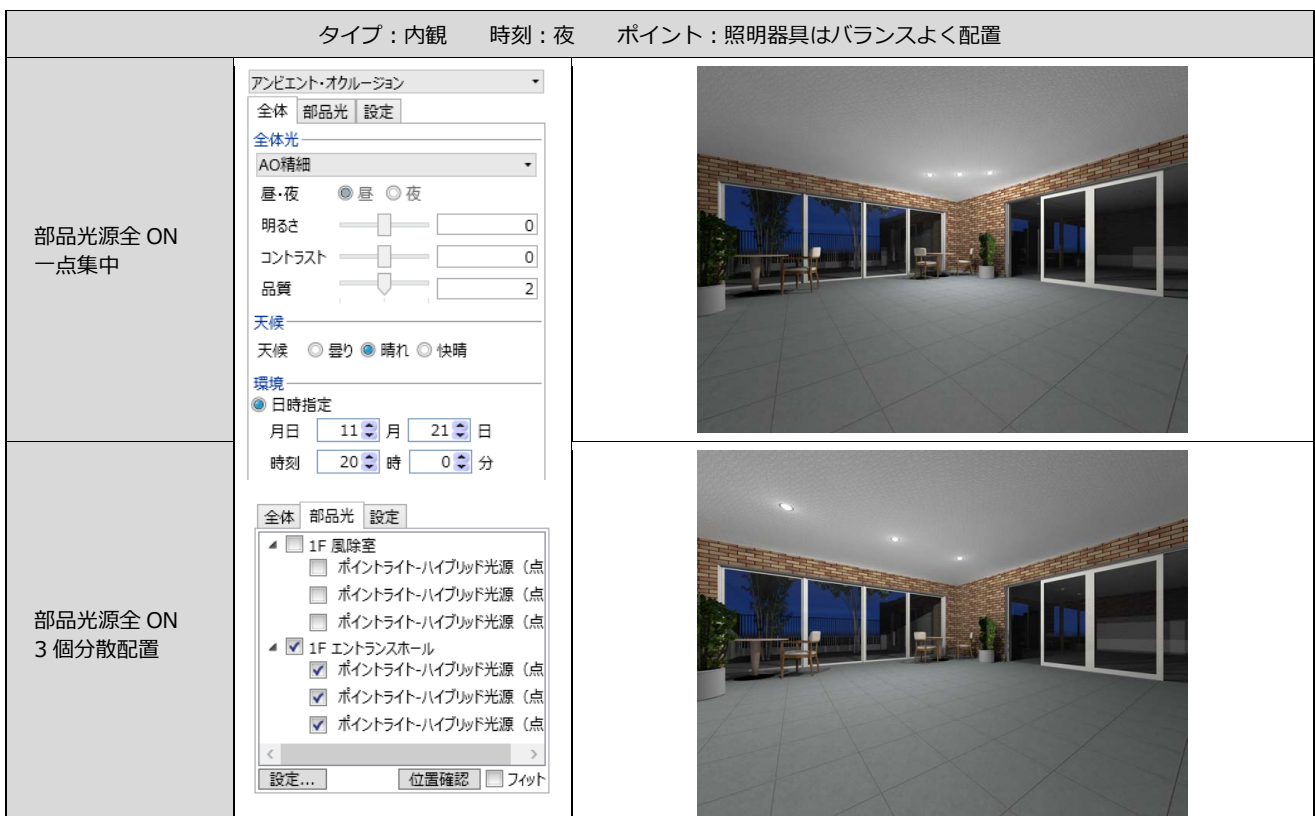 タイプ：内観　　時刻：夜　　ポイント：照明器具はバランスよく配置
部品光源全 ON
一点集中
アンビエント・オクルージョン
全体 部品光 設定
全体光
AO精細
昼・夜 昼 夜
明るさ 0
コントラスト 0
品質 2
天候
天候 曇り 晴れ 快晴
環境
日時指定
月日 11 月 21 日
時刻 20 時 0 分
部品光源全 ON
3 個分散配置
全体 部品光 設定
1F 風除室
ポイントライト-ハイブリッド光源（点
ポイントライト-ハイブリッド光源（点
ポイントライト-ハイブリッド光源（点
1F エントランスホール
ポイントライト-ハイブリッド光源（点
ポイントライト-ハイブリッド光源（点
ポイントライト-ハイブリッド光源（点
設定... 位置確認 フィット